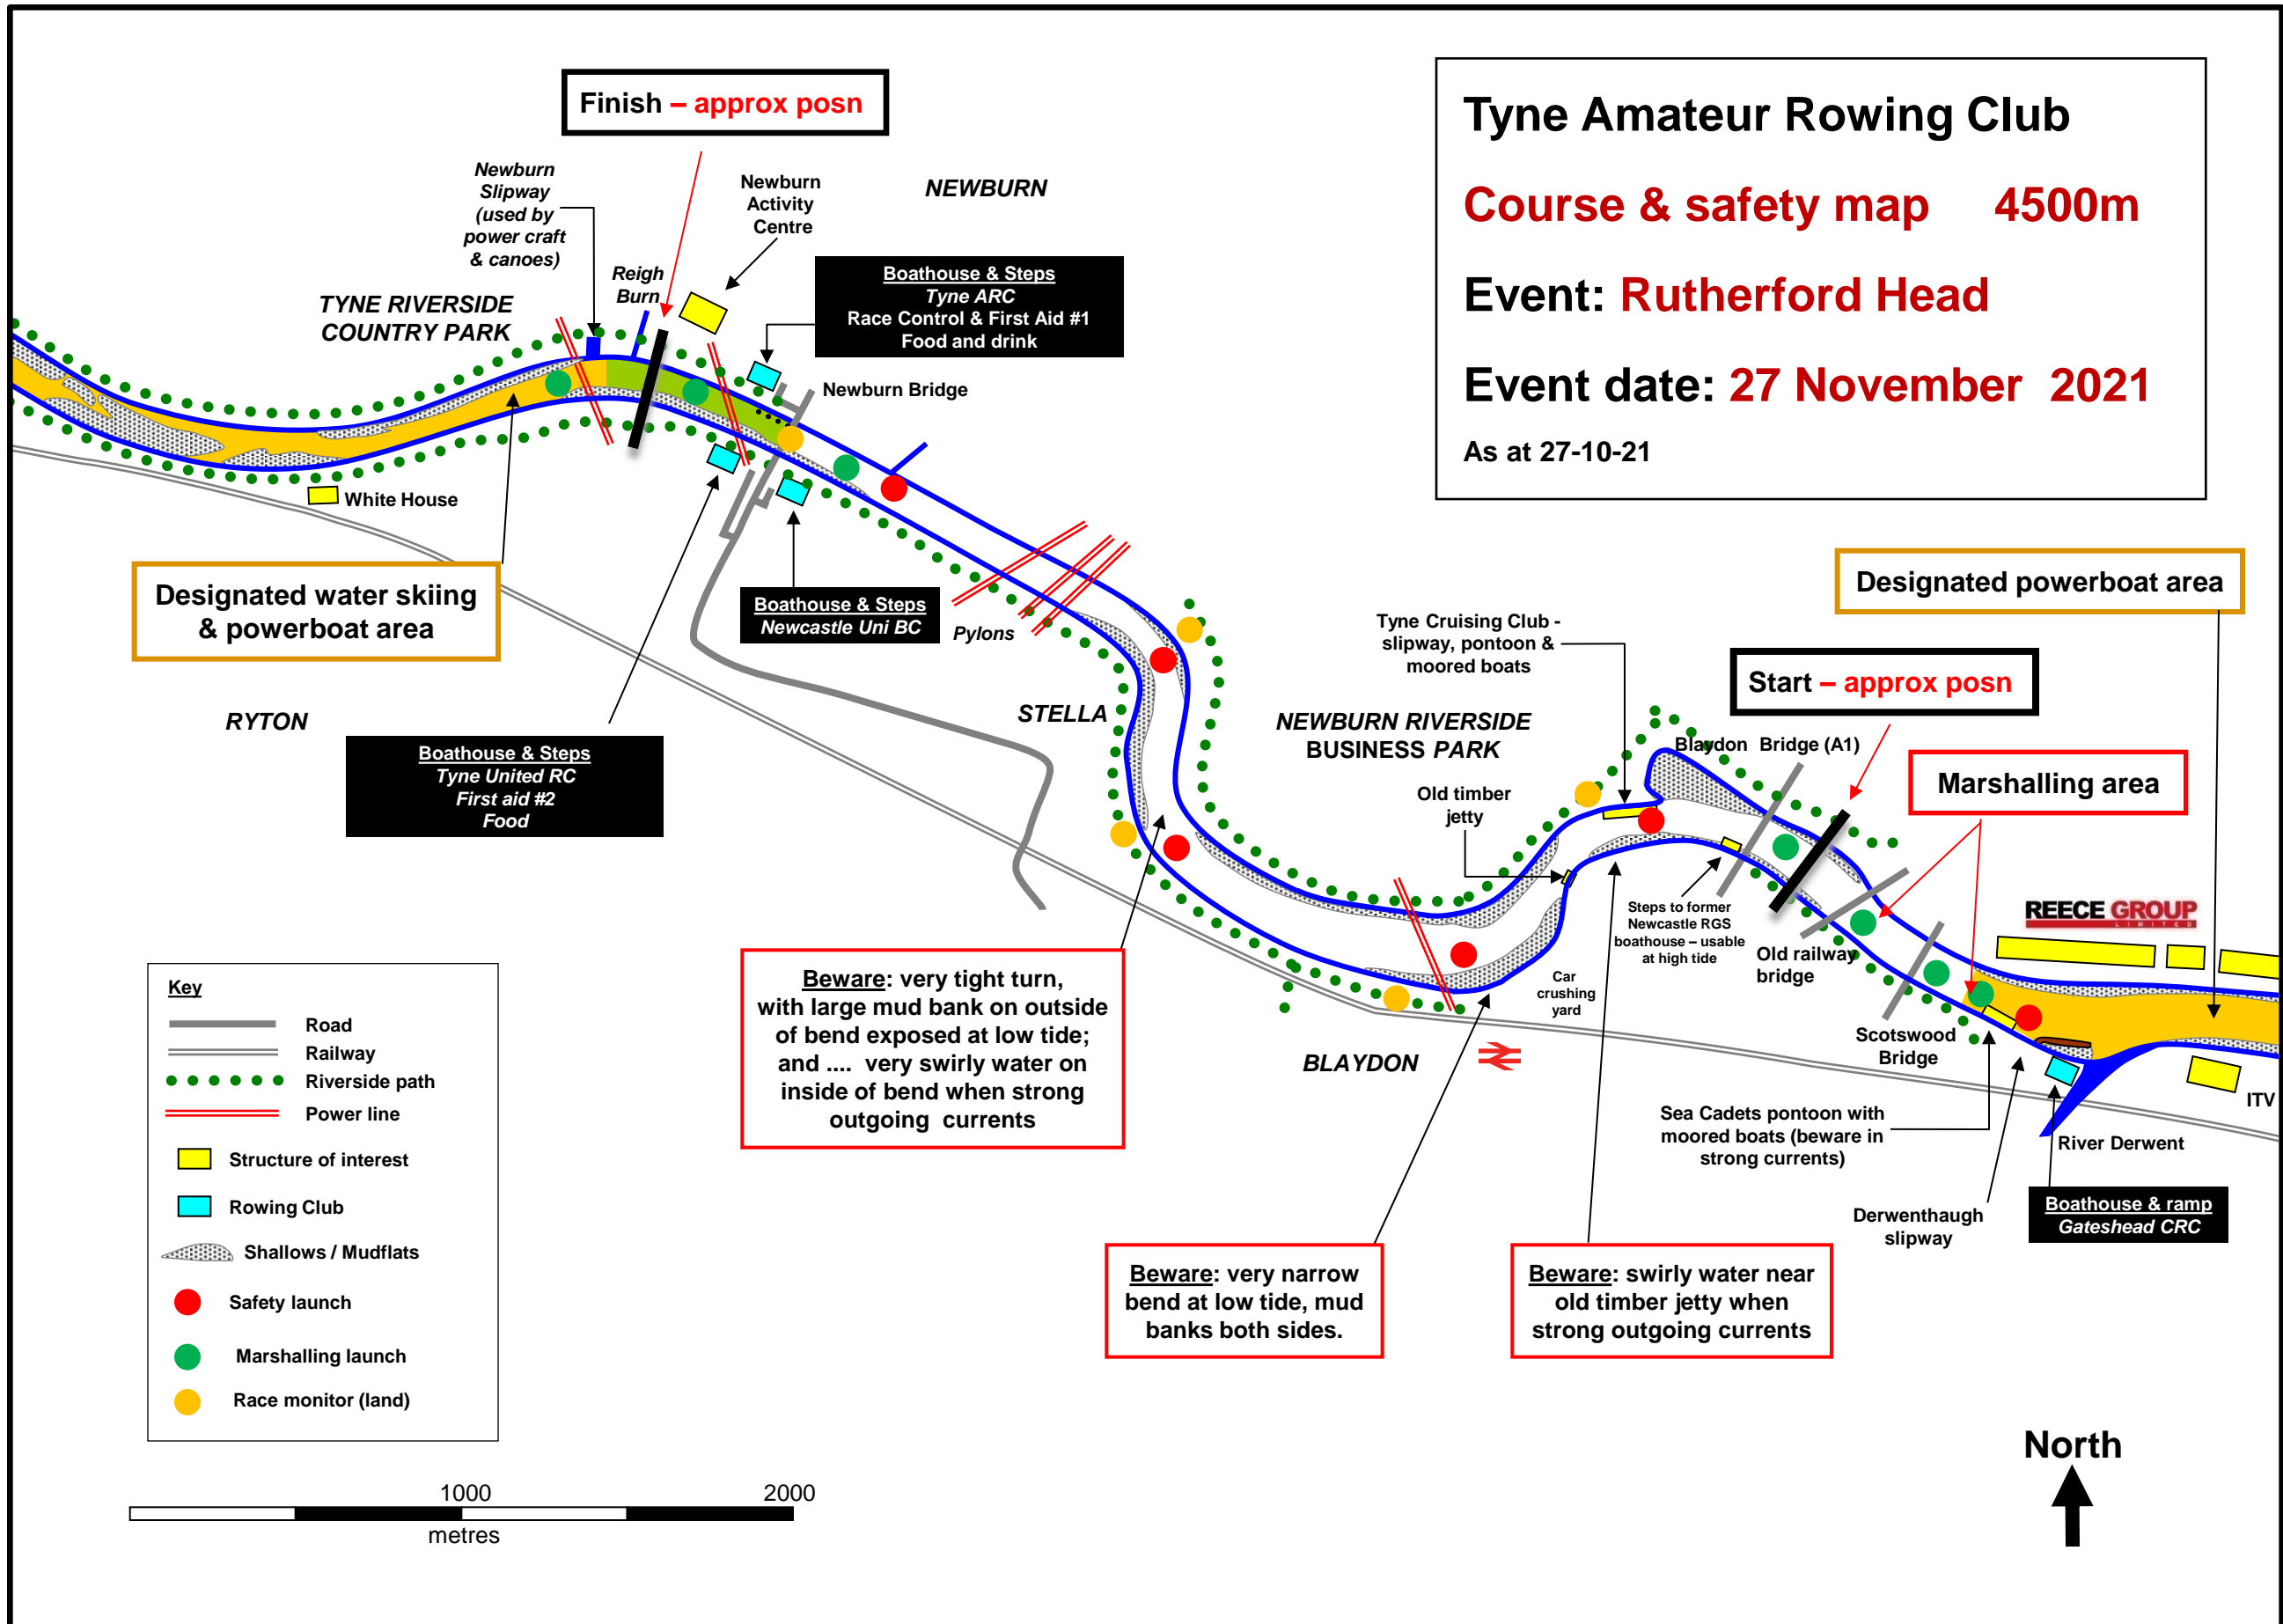 Tyne Amateur Rowing Club
Course & safety map 4500m
Event: Rutherford Head
Event date: 27 November 2021
As at 27-10-21
Finish – approx posn
Newburn
Slipway
(used by
power craft
& canoes)
Reigh
Burn
Newburn
Activity
Centre
NEWBURN
TYNE RIVERSIDE
COUNTRY PARK
Boathouse & Steps
Tyne ARC
Race Control & First Aid #1
Food and drink
Newburn Bridge
White House
Designated water skiing
& powerboat area
RYTON
Boathouse & Steps
Tyne United RC
First aid #2
Food
Boathouse & Steps
Newcastle Uni BC
Pylons
STELLA
Tyne Cruising Club -
slipway, pontoon &
moored boats
NEWBURN RIVERSIDE
BUSINESS PARK
Old timber
jetty
Designated powerboat area
Start – approx posn
Blaydon Bridge (A1)
Marshalling area
REECE GROUP
LIMITED
Steps to former
Newcastle RGS
boathouse – usable
at high tide
Old railway
bridge
Car
crushing
yard
Scotswood
Bridge
BLAYDON
ITV
Sea Cadets pontoon with
moored boats (beware in
strong currents)
River Derwent
Derwenthaugh
slipway
Boathouse & ramp
Gateshead CRC
Beware: very tight turn,
with large mud bank on outside
of bend exposed at low tide;
and .... very swirly water on
inside of bend when strong
outgoing currents
Beware: very narrow
bend at low tide, mud
banks both sides.
Beware: swirly water near
old timber jetty when
strong outgoing currents
Key
Road
Railway
Riverside path
Power line
Structure of interest
Rowing Club
Shallows / Mudflats
Safety launch
Marshalling launch
Race monitor (land)
1000 2000
metres
North